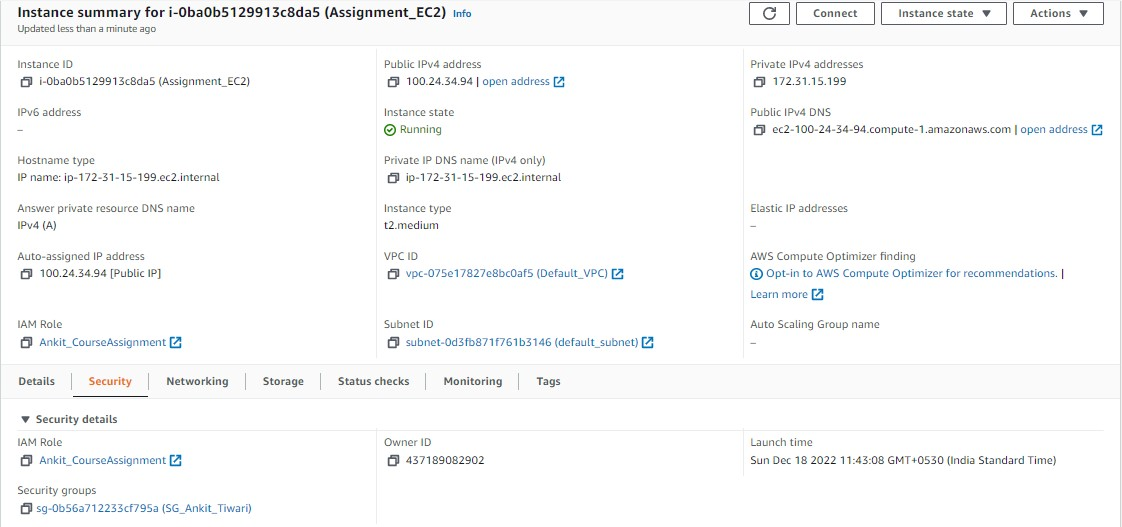 Instance summary for i-0ba0b5129913c8da5 (Assignment_EC2) Info
Updated less than a minute ago
Connect
Instance state
Actions
Instance ID
i-0ba0b5129913c8da5 (Assignment_EC2)
Public IPv4 address
100.24.34.94 | open address
Private IPv4 addresses
172.31.15.199
IPv6 address
–
Instance state
Running
Public IPv4 DNS
ec2-100-24-34-94.compute-1.amazonaws.com | open address
Hostname type
IP name: ip-172-31-15-199.ec2.internal
Private IP DNS name (IPv4 only)
ip-172-31-15-199.ec2.internal
Answer private resource DNS name
IPv4 (A)
Instance type
t2.medium
Elastic IP addresses
–
Auto-assigned IP address
100.24.34.94 [Public IP]
VPC ID
vpc-075e17827e8bc0af5 (Default_VPC)
AWS Compute Optimizer finding
Opt-in to AWS Compute Optimizer for recommendations. |
Learn more
IAM Role
Ankit_CourseAssignment
Subnet ID
subnet-0d3fb871f761b3146 (default_subnet)
Auto Scaling Group name
–
Details
Security
Networking
Storage
Status checks
Monitoring
Tags
Security details
IAM Role
Ankit_CourseAssignment
Owner ID
437189082902
Launch time
Sun Dec 18 2022 11:43:08 GMT+0530 (India Standard Time)
Security groups
sg-0b56a712233cf795a (SG_Ankit_Tiwari)